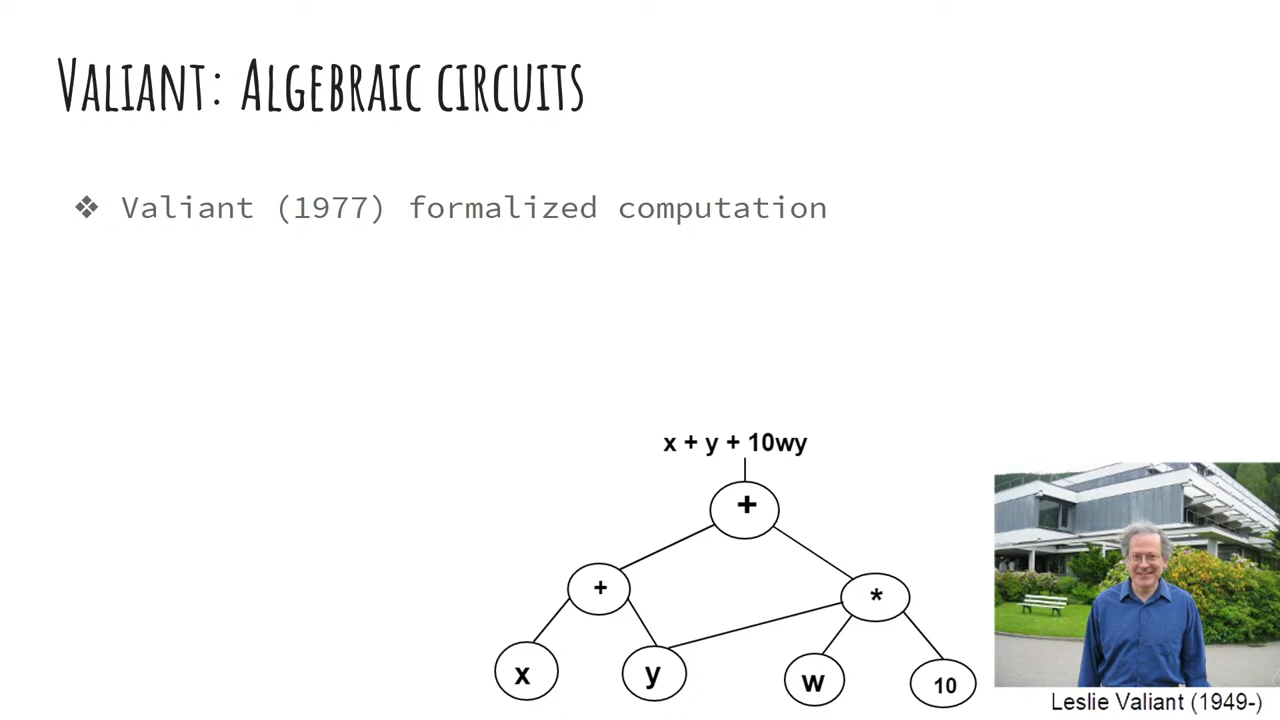 Valiant: Algebraic circuits
❖ Valiant (1977) formalized computation
x + y + 10wy
+
+
*
x
y
w
10
Leslie Valiant (1949-)